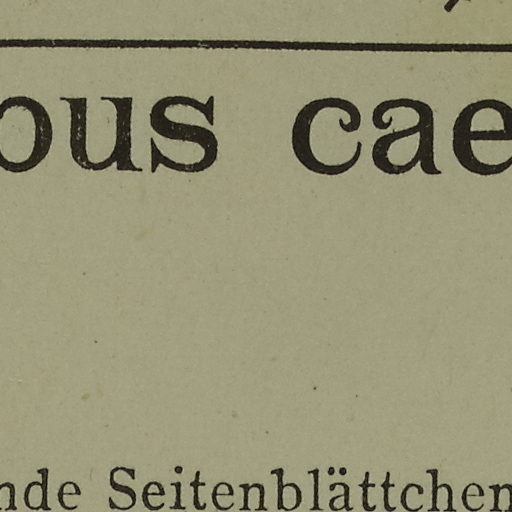 ous cae
nde Seitenblättchen